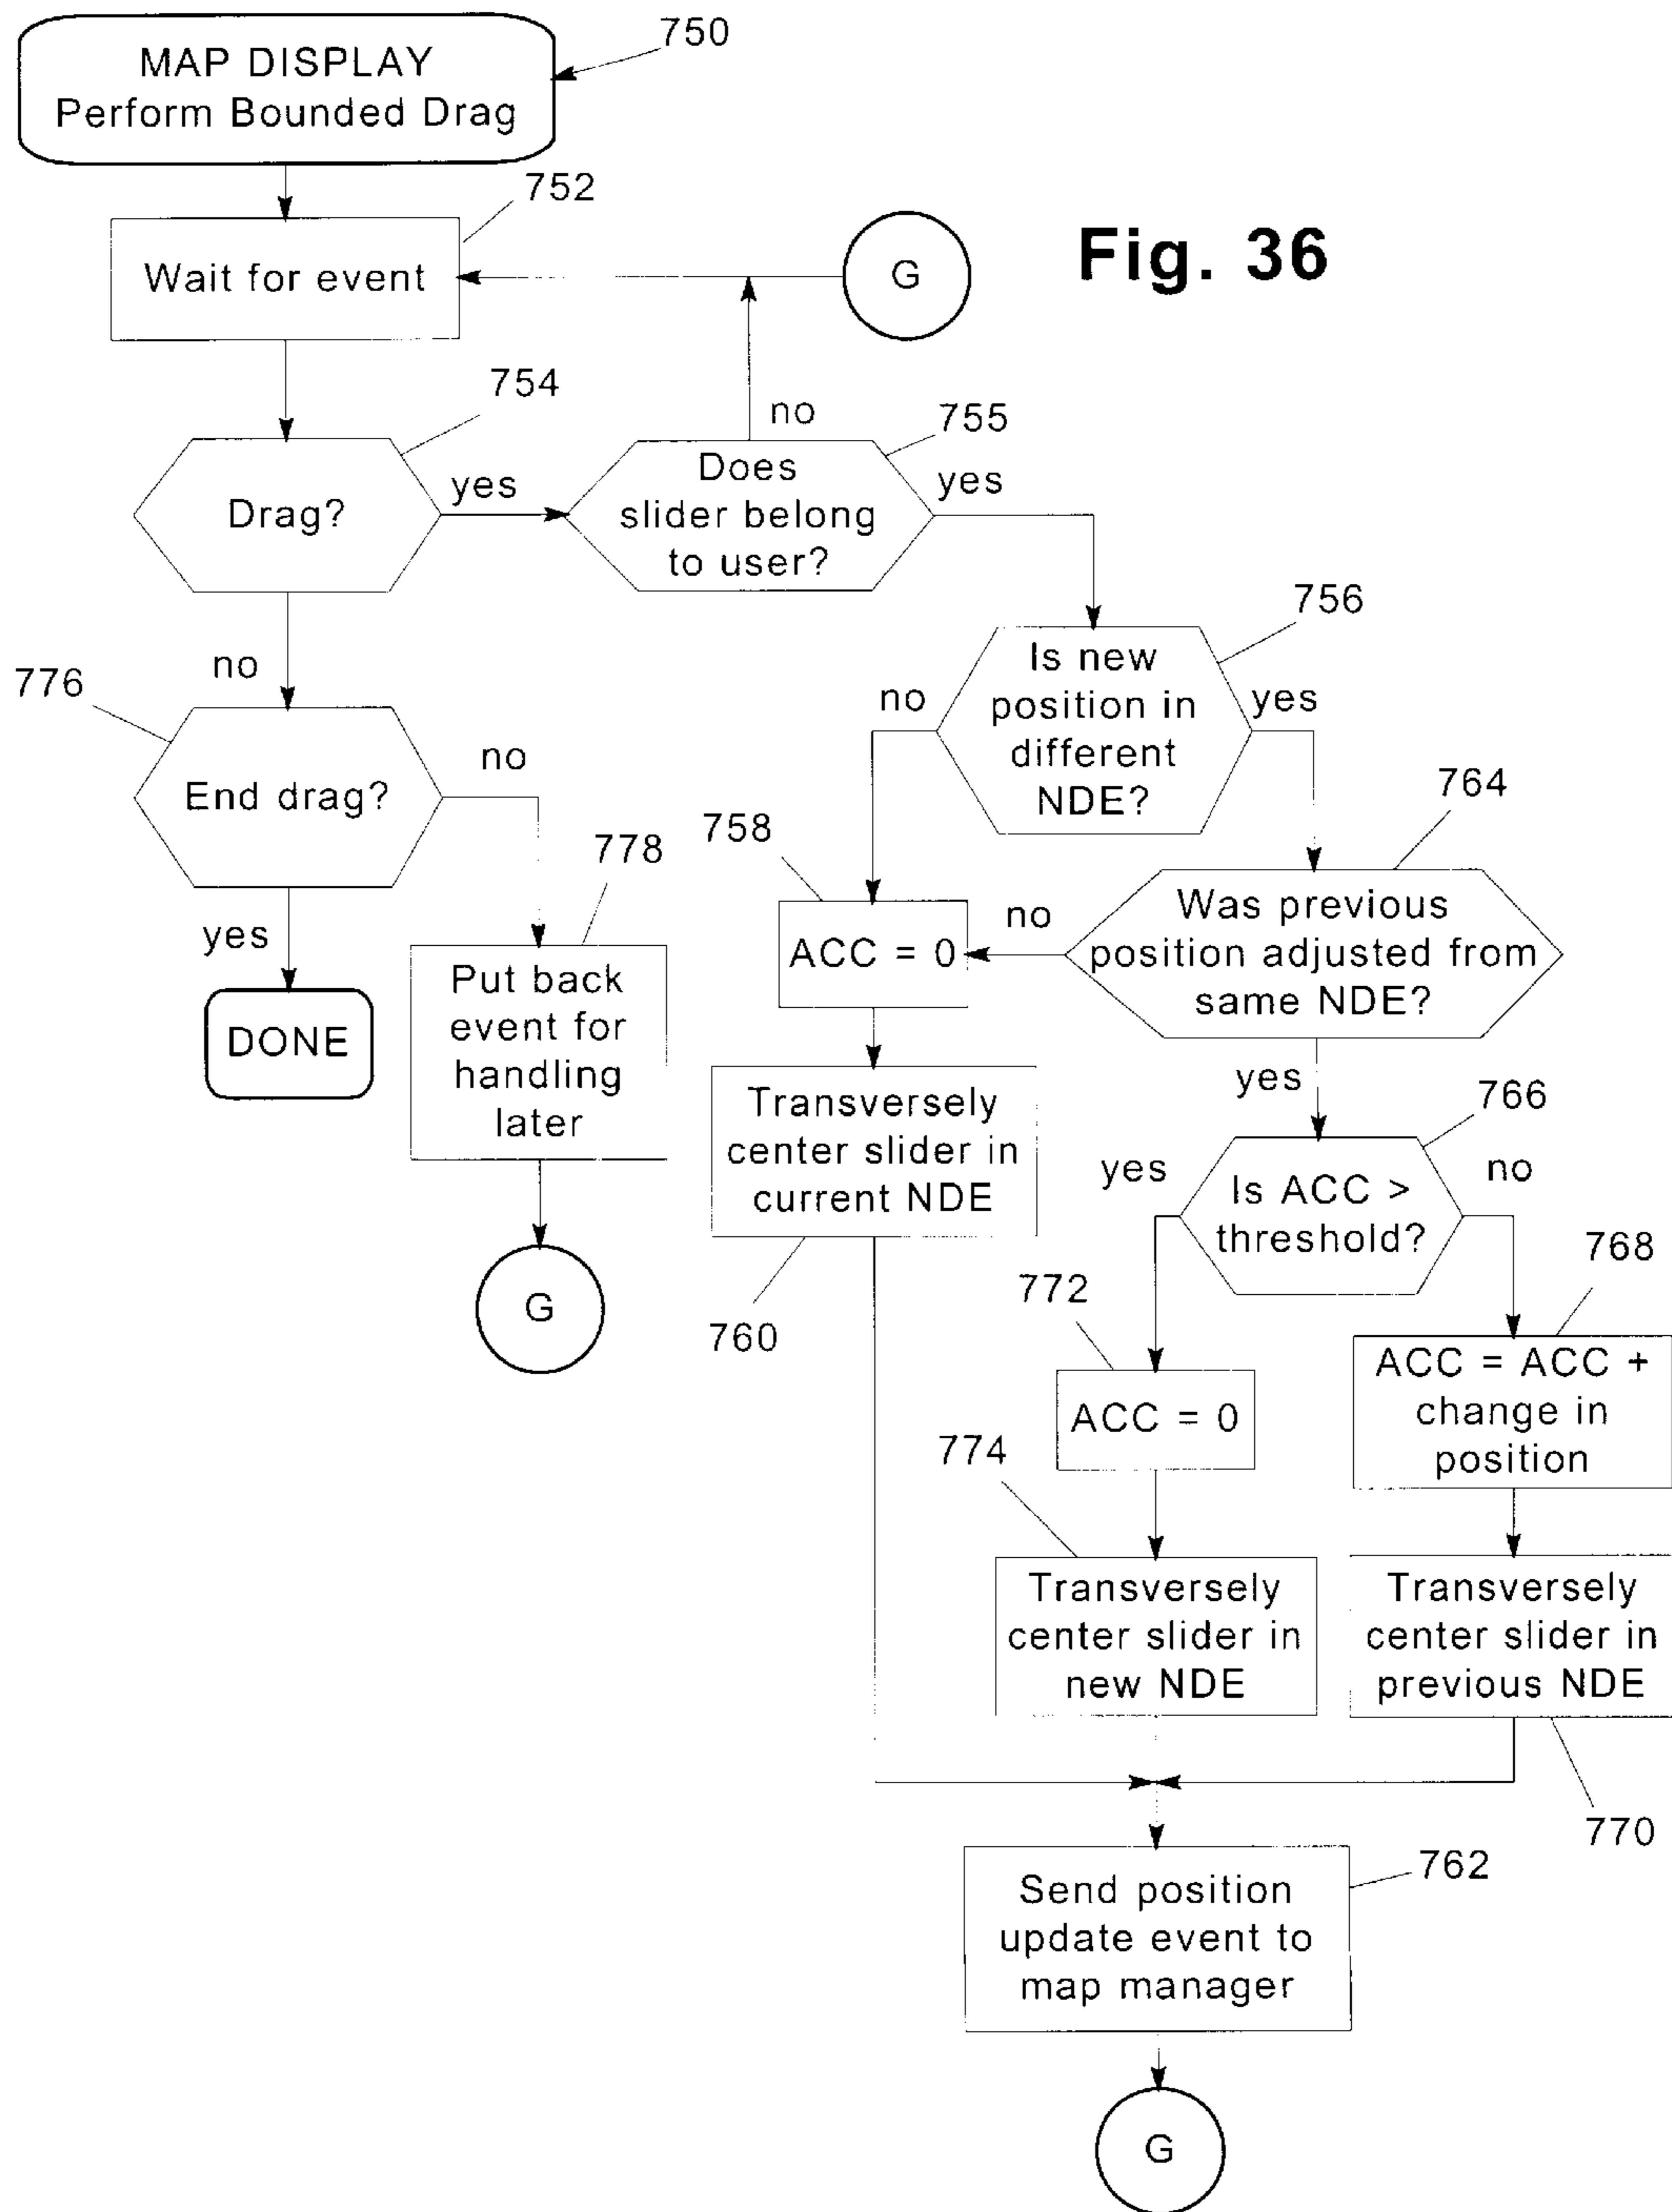 750
MAP DISPLAY
Perform Bounded Drag
752
Wait for event
G
Fig. 36
754
no
755
Drag?
yes
Does
slider belong
to user?
yes
756
no
Is new
position in
different
NDE?
no
yes
776
End drag?
no
764
758
778
Was previous
position adjusted from
same NDE?
no
ACC = 0
yes
DONE
Put back
event for
handling
later
yes
766
Transversely
center slider in
current NDE
yes
no
Is ACC >
threshold?
768
G
760
772
ACC = 0
ACC = ACC +
change in
position
774
Transversely
center slider in
new NDE
Transversely
center slider in
previous NDE
770
762
Send position
update event to
map manager
G